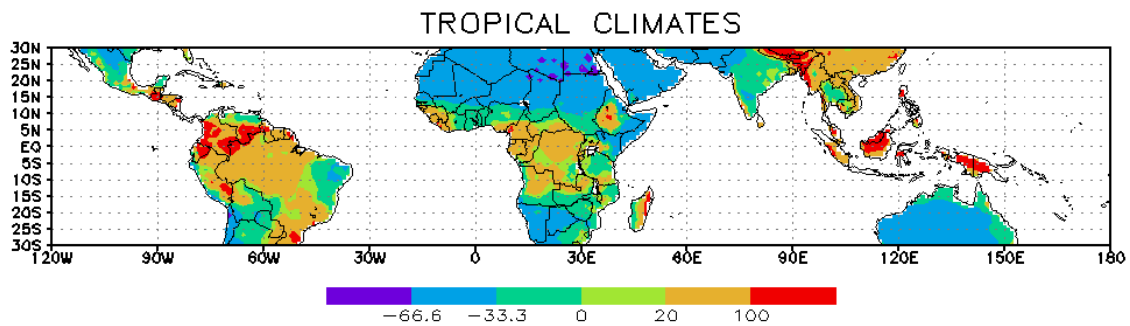 TROPICAL CLIMATES
30N
25N
20N
15N
10N
5N
EQ
5S
10S
15S
20S
25S
30S
120W 90W 60W 30W 0 30E 60E 90E 120E 150E 180
−66.6 −33.3 0 20 100